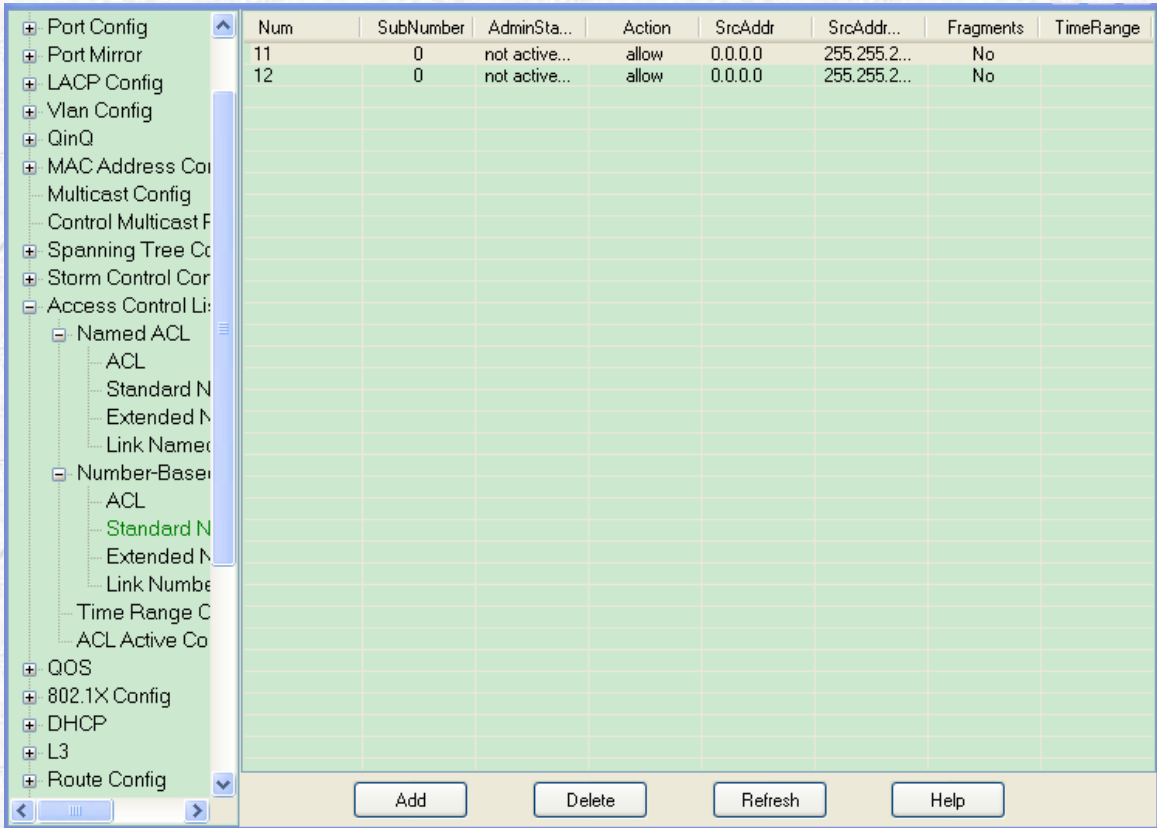 Port Config
Port Mirror
LACP Config
Vlan Config
QinQ
MAC Address Co
Multicast Config
Control Multicast
Spanning Tree Co
Storm Control Cor
Access Control Li
Named ACL
ACL
Standard N
Extended N
Link Named
Number-Base
ACL
Standard N
Extended N
Link Numbe
Time Range C
ACL Active Co
QOS
802.1X Config
DHCP
L3
Route Config
Num SubNumber AdminSta... Action SrcAddr SrcAddr... Fragments TimeRange
11 0 not active... allow 0.0.0.0 255.255.2... No
12 0 not active... allow 0.0.0.0 255.255.2... No
Add Delete Refresh Help